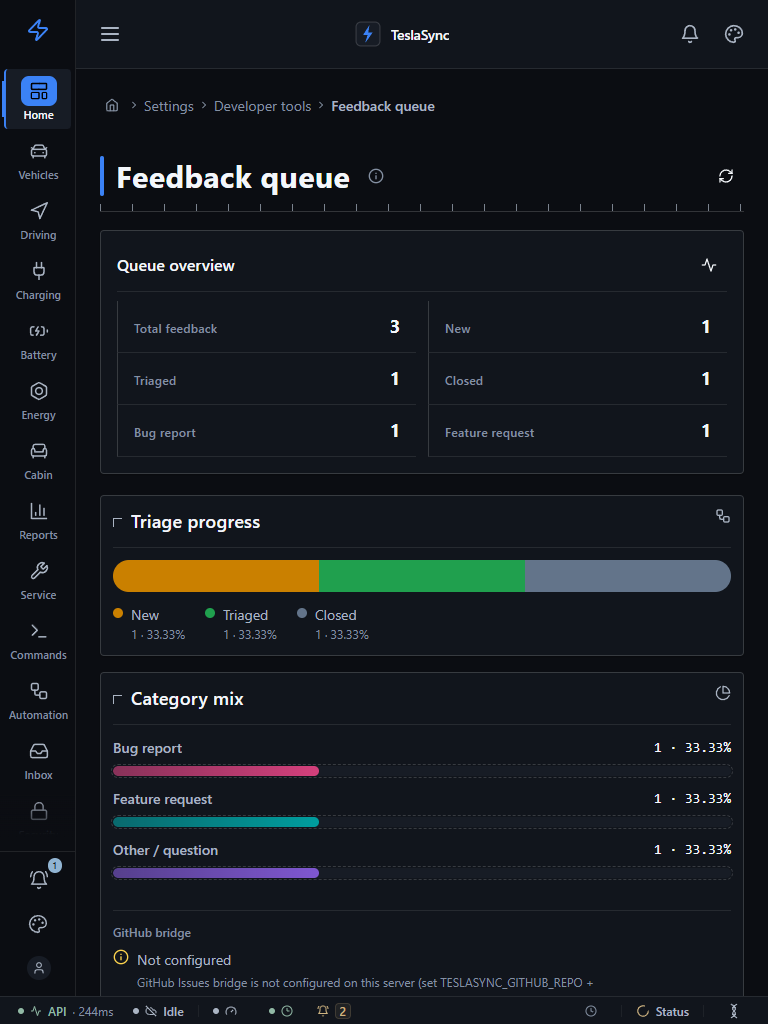 TeslaSync
Home
Vehicles
Driving
Charging
Battery
Energy
Cabin
Reports
Service
Commands
Automation
Inbox
1
Settings
Developer tools
Feedback queue
Feedback queue
Queue overview
Total feedback 3
New 1
Triaged 1
Closed 1
Bug report 1
Feature request 1
Triage progress
New
1 · 33.33%
Triaged
1 · 33.33%
Closed
1 · 33.33%
Category mix
Bug report 1 · 33.33%
Feature request 1 · 33.33%
Other / question 1 · 33.33%
GitHub bridge
Not configured
GitHub Issues bridge is not configured on this server (set TESLASYNC_GITHUB_REPO +
API · 244ms
Idle
2
Status